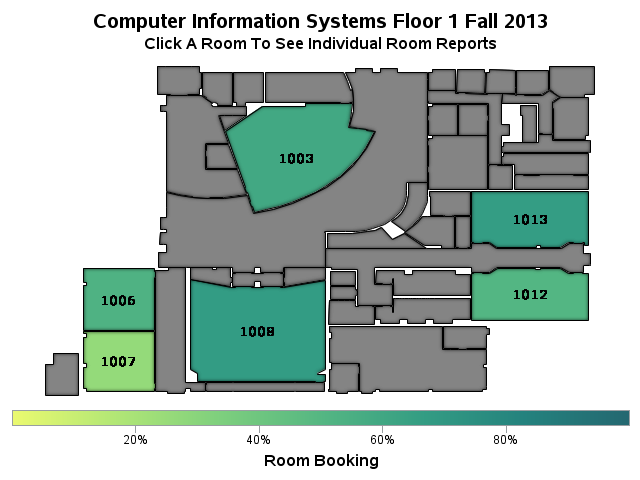 Computer Information Systems Floor 1 Fall 2013
Click A Room To See Individual Room Reports
1003
1013
1006
1012
1008
1007
20% 40% 60% 80%
Room Booking